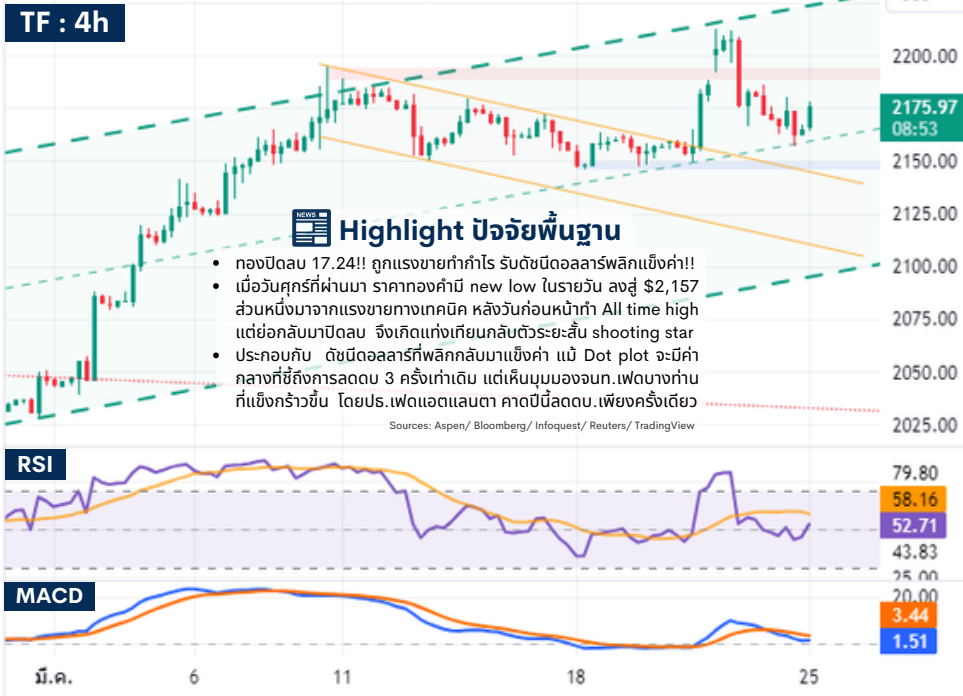 TF : 4h
2200.00
2175.97
08:53
2150.00
2125.00
2100.00
2075.00
2050.00
2025.00
NEWS
Highlight ปัจจัยพื้นฐาน
• ทองปิดลบ 17.24!! ถูกแรงขายทำกำไร รับดัชนีดอลลาร์พลิกแข็งค่า!!
• เมื่อวันศุกร์ที่ผ่านมา ราคาทองคำมี new low ในรายวัน ลงสู่ $2,157
ส่วนหนึ่งมาจากแรงขายทางเทคนิค หลังวันก่อนหน้าทำ All time high
แต่ย่อกลับมาปิดลบ จึงเกิดแท่งเทียนกลับตัวระยะสั้น shooting star
• ประกอบกับ ดัชนีดอลลาร์ที่พลิกกลับมาแข็งค่า แม้ Dot plot จะมีค่า
กลางที่ชี้ถึงการลดดบ 3 ครั้งเท่าเดิม แต่เห็นมุมมองจนท.เฟดบางท่าน
ที่แข็งกร้าวขึ้น โดยปธ.เฟดแอตแลนตา คาดปีนี้ลดดบ.เพียงครั้งเดียว
Sources: Aspen/ Bloomberg/ Infoquest/ Reuters/ TradingView
RSI
79.80
58.16
52.71
43.83
25.00
MACD
20.00
3.44
1.51
มี.ค.
6
11
18
25